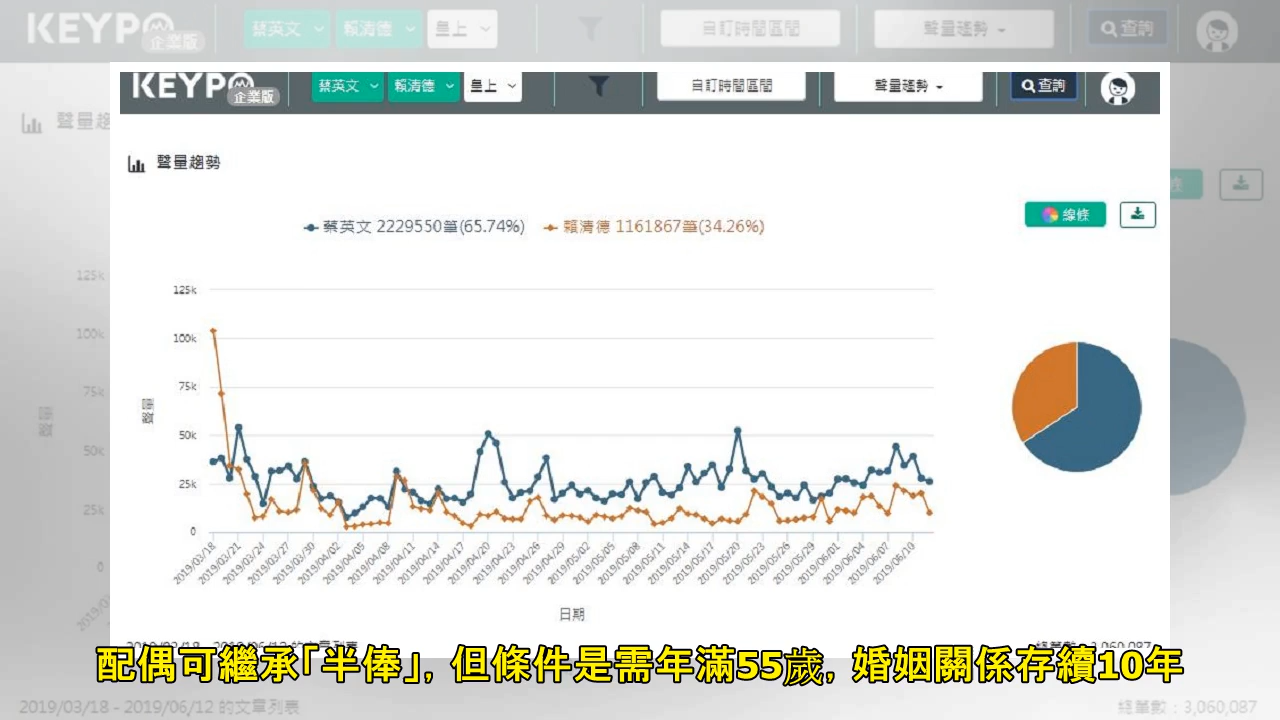 KEYPO 企業版 蔡英文 賴清德 皇上 自訂時間區間 聲量趨勢 查詢
聲量趨勢
蔡英文 2229550筆(65.74%) 賴清德 1161867筆(34.26%)
線條
125k
100k
75k
50k
25k
0
聲量
2019/03/18 2019/03/21 2019/03/24 2019/03/27 2019/03/30 2019/04/02 2019/04/05 2019/04/08 2019/04/11 2019/04/14 2019/04/17 2019/04/20 2019/04/23 2019/04/26 2019/04/29 2019/05/02 2019/05/05 2019/05/08 2019/05/11 2019/05/14 2019/05/17 2019/05/20 2019/05/23 2019/05/26 2019/05/29 2019/06/01 2019/06/04 2019/06/07 2019/06/10
日期
配偶可繼承「半俸」, 但條件是需年滿55歲, 婚姻關係存續10年
2019/03/18 - 2019/06/12 的文章列表 總筆數：3,060,087